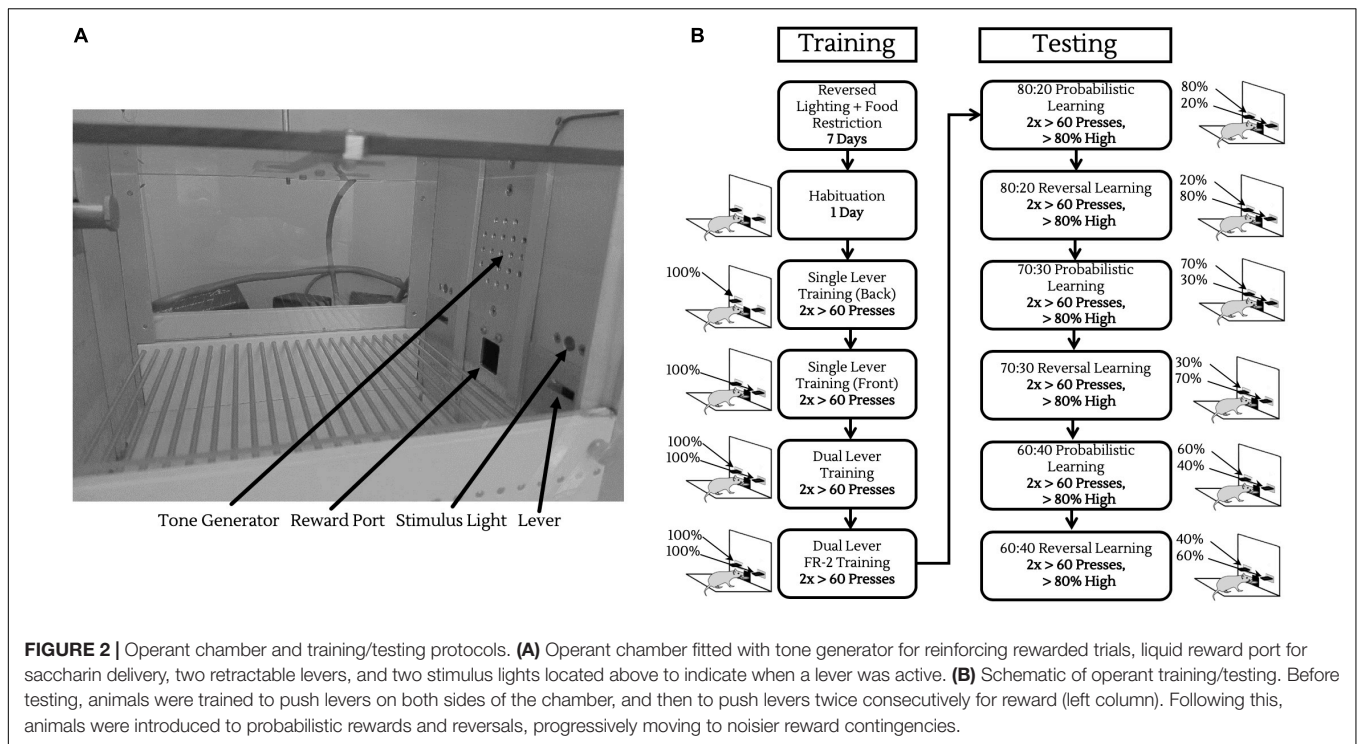 A
Tone Generator Reward Port Stimulus Light Lever
B
Training
Reversed
Lighting + Food
Restriction
7 Days
Habituation
1 Day
100%
Single Lever
Training (Back)
2x > 60 Presses
100%
Single Lever
Training (Front)
2x > 60 Presses
100%
100%
Dual Lever
Training
2x > 60 Presses
100%
100%
Dual Lever
FR-2 Training
2x > 60 Presses
Testing
80:20 Probabilistic
Learning
2x > 60 Presses,
> 80% High
80%
20%
80:20 Reversal Learning
2x > 60 Presses,
> 80% High
20%
80%
70:30 Probabilistic
Learning
2x > 60 Presses,
> 80% High
70%
30%
70:30 Reversal Learning
2x > 60 Presses,
> 80% High
30%
70%
60:40 Probabilistic
Learning
2x > 60 Presses,
> 80% High
60%
40%
60:40 Reversal Learning
2x > 60 Presses,
> 80% High
40%
60%
FIGURE 2 | Operant chamber and training/testing protocols. (A) Operant chamber fitted with tone generator for reinforcing rewarded trials, liquid reward port for
saccharin delivery, two retractable levers, and two stimulus lights located above to indicate when a lever was active. (B) Schematic of operant training/testing. Before
testing, animals were trained to push levers on both sides of the chamber, and then to push levers twice consecutively for reward (left column). Following this,
animals were introduced to probabilistic rewards and reversals, progressively moving to noisier reward contingencies.